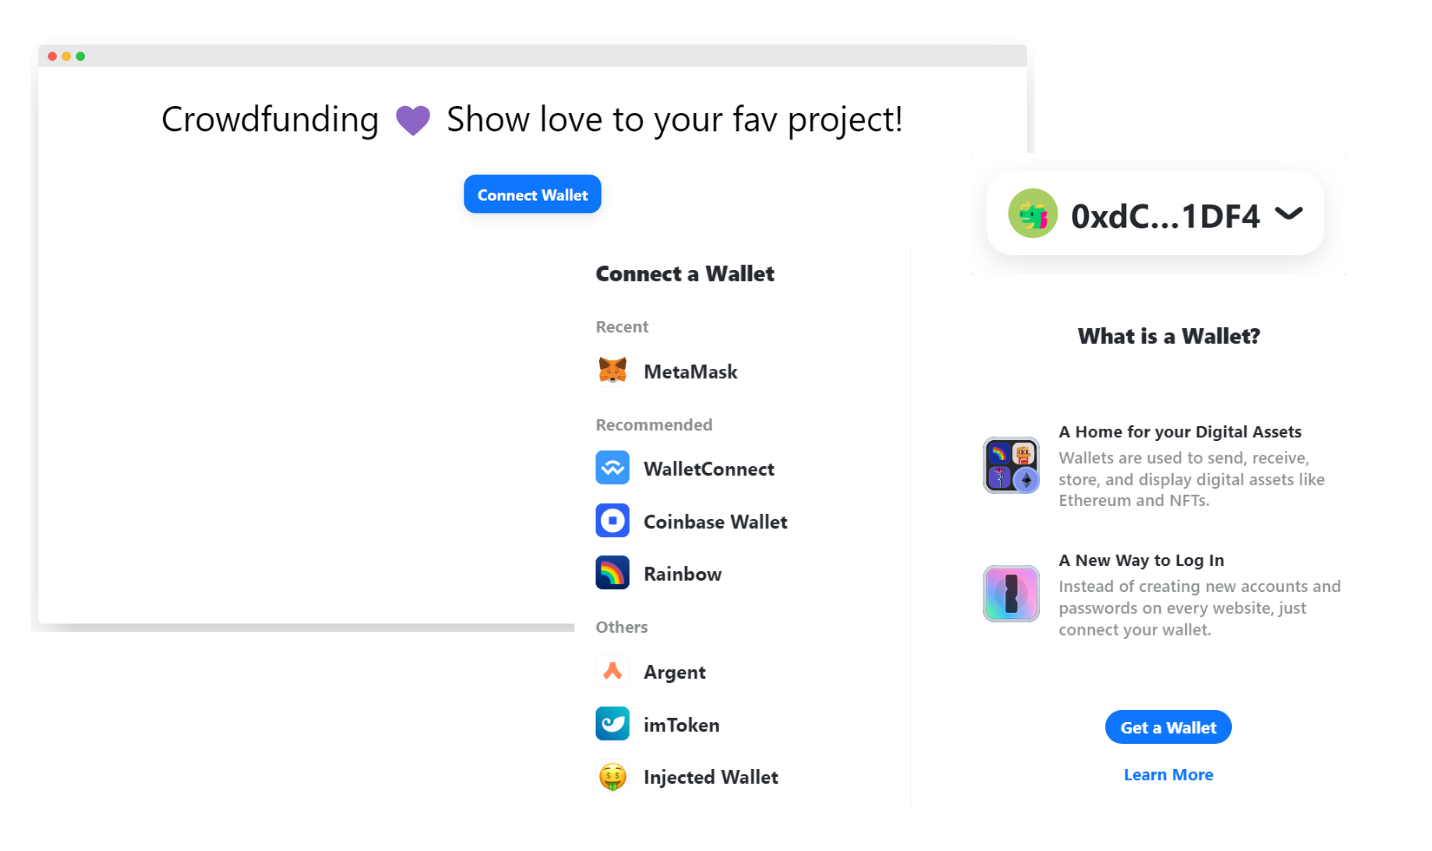 Crowdfunding 💜 Show love to your fav project!
Connect Wallet
0xdC...1DF4
Connect a Wallet
Recent
MetaMask
Recommended
WalletConnect
Coinbase Wallet
Rainbow
Others
Argent
imToken
Injected Wallet
What is a Wallet?
A Home for your Digital Assets
Wallets are used to send, receive,
store, and display digital assets like
Ethereum and NFTs.
A New Way to Log In
Instead of creating new accounts and
passwords on every website, just
connect your wallet.
Get a Wallet
Learn More